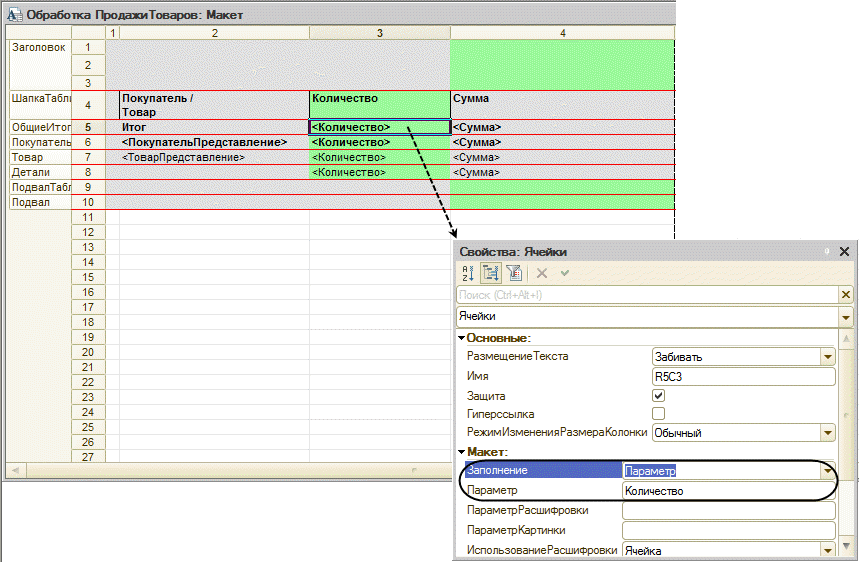 Обработка ПродажиТоваров: Макет
1 2 3 4
Заголовок 1
2
3
ШапкаТабл 4 Покупатель / Количество Сумма
Товар
ОбщиеИтог 5 Итог <Количество> <Сумма>
Покупатель 6 <ПокупательПредставление> <Количество> <Сумма>
Товар 7 <ТоварПредставление> <Количество> <Сумма>
Детали 8 <Количество> <Сумма>
ПодвалТабл 9
Подвал 10
11
12
13
14
15
16
17
18
19
20
21
22
23
24
25
26
27
Свойства: Ячейки
Поиск (Ctrl+Alt+I)
Ячейки
Основные:
РазмещениеТекста Забивать
Имя R5C3
Защита
Гиперссылка
РежимИзмененияРазмераКолонки Обычный
Макет:
Заполнение Параметр
Параметр Количество
ПараметрРасшифровки
ПараметрКартинки
ИспользованиеРасшифровки Ячейка